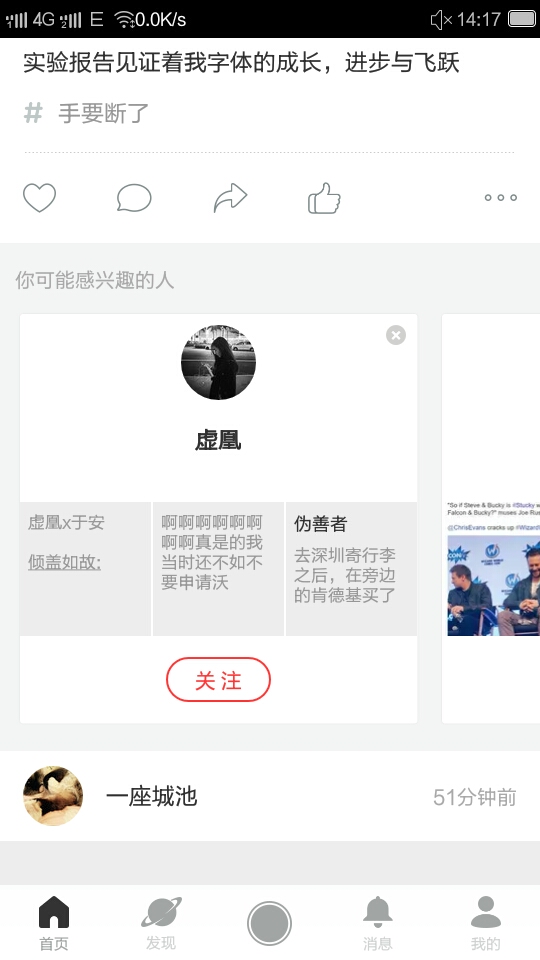 4G E 0.0K/s 14:17
实验报告见证着我字体的成长，进步与飞跃
# 手要断了
你可能感兴趣的人
虚凰
虚凰x于安
倾盖如故:
啊啊啊啊啊啊
啊啊真是的我
当时还不如不
要申请沃
伪善者
去深圳寄行李
之后，在旁边
的肯德基买了
"So if Steve & Bucky is #Stucky w
Falcon & Bucky?" muses Joe Rus
@ChrisEvans cracks up #Wizard
关注
一座城池
51分钟前
首页
发现
消息
我的